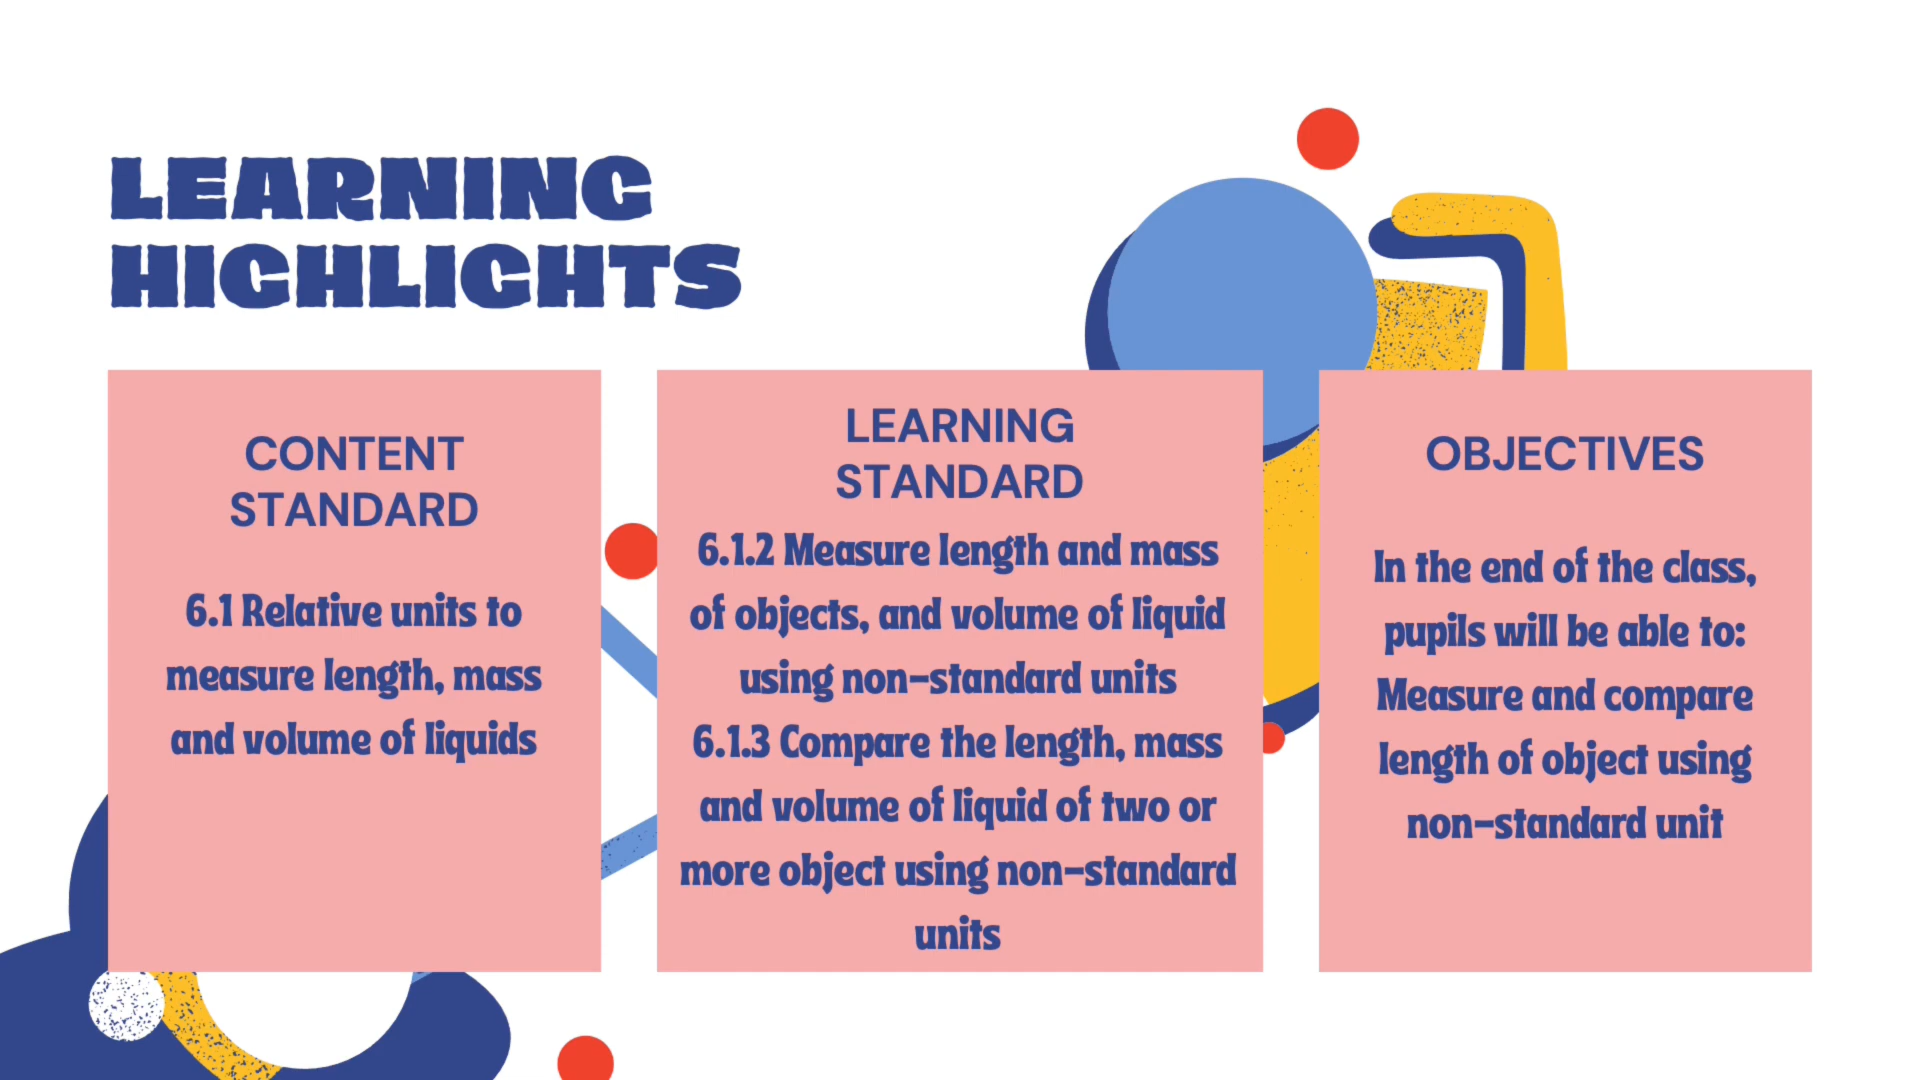 LEARNING
HIGHLIGHTS
CONTENT
STANDARD
6.1 Relative units to
measure length, mass
and volume of liquids
LEARNING
STANDARD
6.1.2 Measure length and mass
of objects, and volume of liquid
using non-standard units
6.1.3 Compare the length, mass
and volume of liquid of two or
more object using non-standard
units
OBJECTIVES
In the end of the class,
pupils will be able to:
Measure and compare
length of object using
non-standard unit